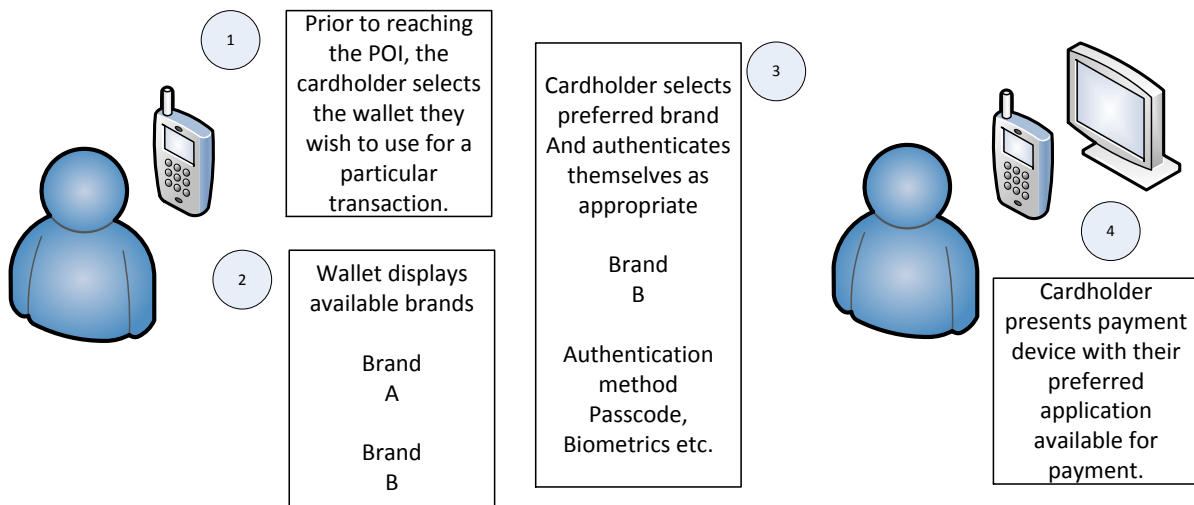 1
Prior to reaching
the POI, the
cardholder selects
the wallet they
wish to use for a
particular
transaction.
2
Wallet displays
available brands
Brand
A
Brand
B
3
Cardholder selects
preferred brand
And authenticates
themselves as
appropriate
Brand
B
Authentication
method
Passcode,
Biometrics etc.
4
Cardholder
presents payment
device with their
preferred
application
available for
payment.